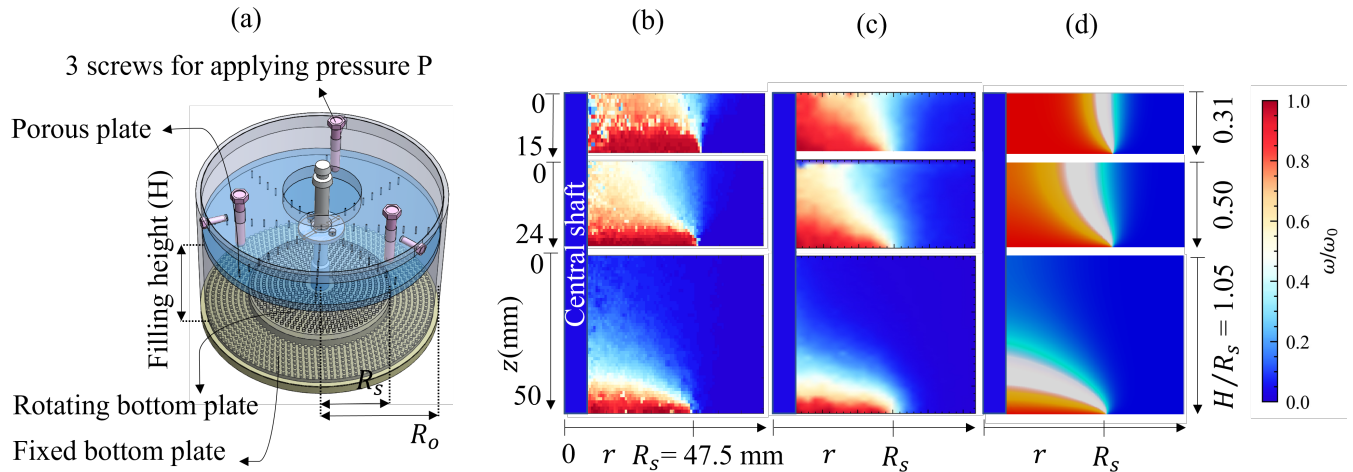 (a)
3 screws for applying pressure P
Porous plate
Filling height (H)
Rotating bottom plate
Fixed bottom plate
R_s
R_o
(b)
(c)
(d)
0
15
0
24
0
z(mm)
50
Central shaft
0 r R_s= 47.5 mm
r R_s
r R_s
0.31
0.50
H/R_s = 1.05
1.0
0.8
0.6
0.4
0.2
0.0
ω/ω₀